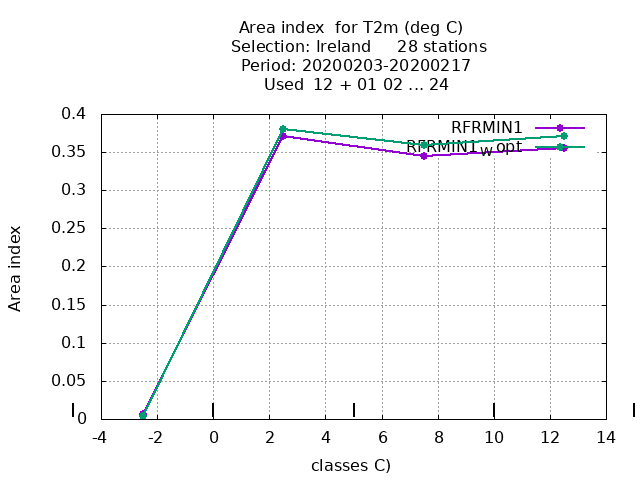 Area index  for T2m (deg C)
Selection: Ireland     28 stations
Period: 20200203-20200217
Used  12 + 01 02 ... 24
0.4
RFRMIN1
0.35
RFRMIN1w opt
0.3
0.25
0.2
0.15
0.1
0.05
0
Area index
-4 -2 0 2 4 6 8 10 12 14
classes C)